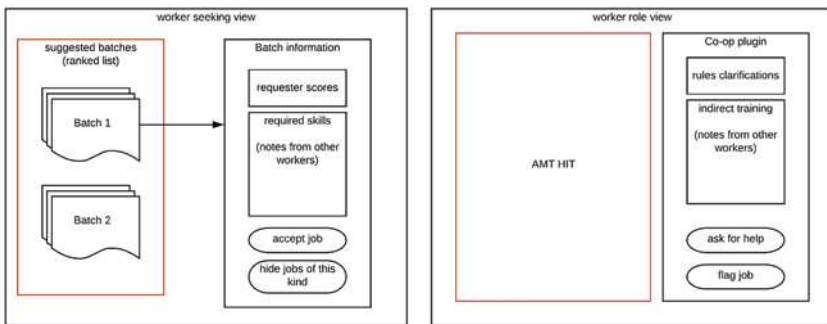 worker seeking view
suggested batches
(ranked list)
Batch 1
Batch 2
Batch information
requester scores
required skills
(notes from other
workers)
accept job
hide jobs of this
kind
worker role view
AMT HIT
Co-op plugin
rules clarifications
indirect training
(notes from other
workers)
ask for help
flag job